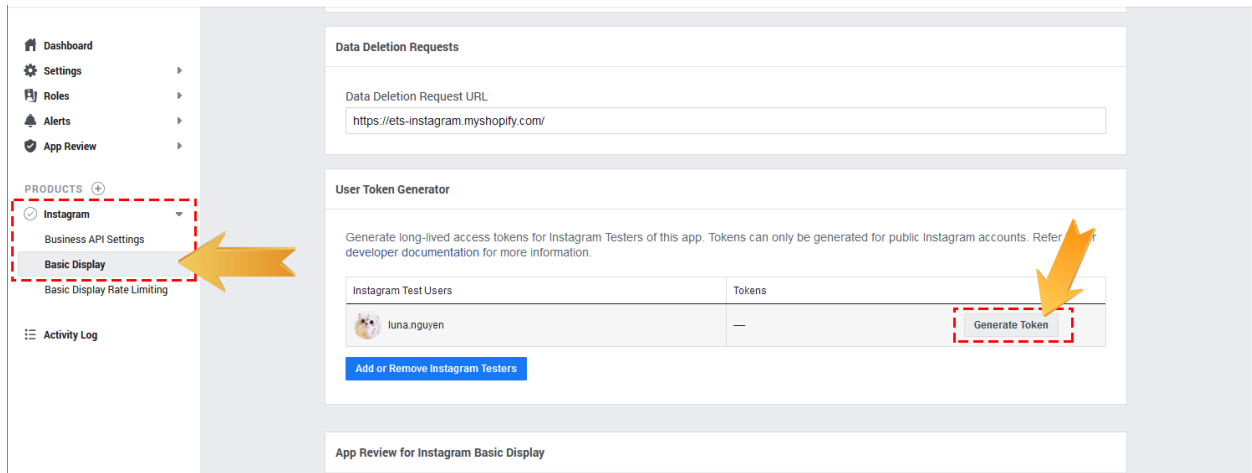 Dashboard
Settings
Roles
Alerts
App Review
PRODUCTS
Instagram
Business API Settings
Basic Display
Basic Display Rate Limiting
Activity Log
Data Deletion Requests
Data Deletion Request URL
https://ets-instagram.myshopify.com/
User Token Generator
Generate long-lived access tokens for Instagram Testers of this app. Tokens can only be generated for public Instagram accounts. Refer
developer documentation for more information.
Instagram Test Users Tokens
luna.nguyen — Generate Token
Add or Remove Instagram Testers
App Review for Instagram Basic Display